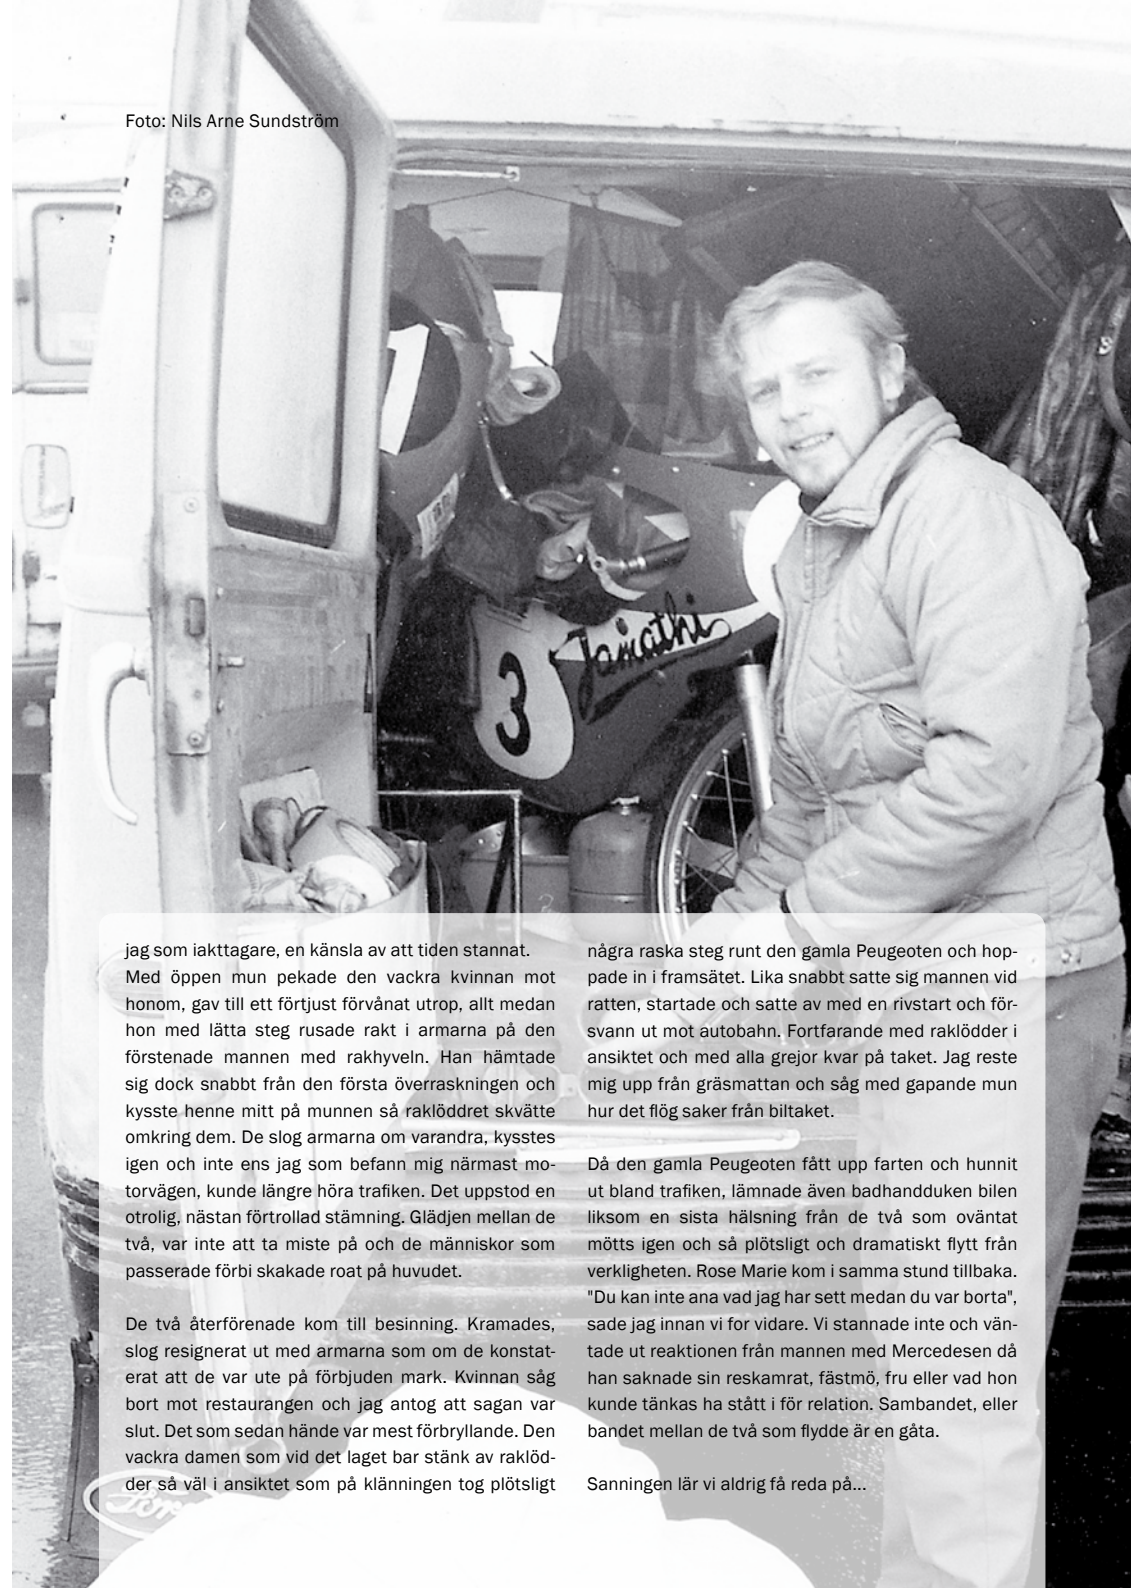 Foto: Nils Arne Sundström
1
Jamathi
3
jag som iakttagare, en känsla av att tiden stannat.
Med öppen mun pekade den vackra kvinnan mot
honom, gav till ett förtjust förvånat utrop, allt medan
hon med lätta steg rusade rakt i armarna på den
förstenade mannen med rakhyveln. Han hämtade
sig dock snabbt från den första överraskningen och
kysste henne mitt på munnen så raklöddret skvätte
omkring dem. De slog armarna om varandra, kysstes
igen och inte ens jag som befann mig närmast mo-
torvägen, kunde längre höra trafiken. Det uppstod en
otrolig, nästan förtrollad stämning. Glädjen mellan de
två, var inte att ta miste på och de människor som
passerade förbi skakade roat på huvudet.
De två återförenade kom till besinning. Kramades,
slog resignerat ut med armarna som om de konstat-
erat att de var ute på förbjuden mark. Kvinnan såg
bort mot restaurangen och jag antog att sagan var
slut. Det som sedan hände var mest förbryllande. Den
vackra damen som vid det laget bar stänk av raklöd-
der så väl i ansiktet som på klänningen tog plötsligt
några raska steg runt den gamla Peugeoten och hop-
pade in i framsätet. Lika snabbt satte sig mannen vid
ratten, startade och satte av med en rivstart och för-
svann ut mot autobahn. Fortfarande med raklödder i
ansiktet och med alla grejor kvar på taket. Jag reste
mig upp från gräsmattan och såg med gapande mun
hur det flög saker från biltaket.
Då den gamla Peugeoten fått upp farten och hunnit
ut bland trafiken, lämnade även badhandduken bilen
liksom en sista hälsning från de två som oväntat
mötts igen och så plötsligt och dramatiskt flytt från
verkligheten. Rose Marie kom i samma stund tillbaka.
"Du kan inte ana vad jag har sett medan du var borta",
sade jag innan vi for vidare. Vi stannade inte och vän-
tade ut reaktionen från mannen med Mercedesen då
han saknade sin reskamrat, fästmö, fru eller vad hon
kunde tänkas ha stått i för relation. Sambandet, eller
bandet mellan de två som flydde är en gåta.
Sanningen lär vi aldrig få reda på...
Ford